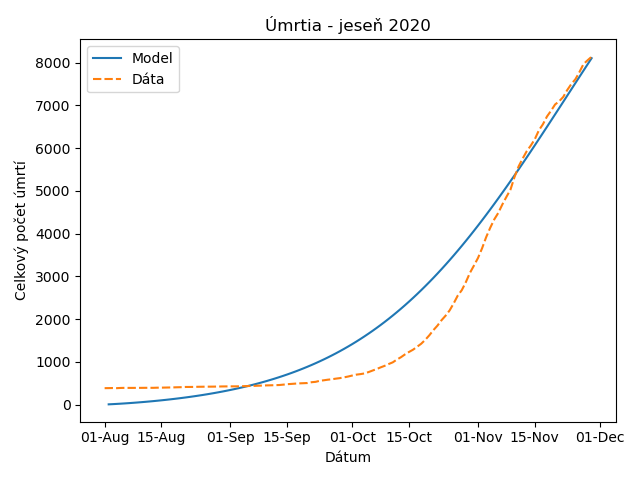 Úmrtia - jeseň 2020
Model
Dáta
8000
7000
6000
5000
4000
3000
2000
1000
0
Celkový počet úmrtí
01-Aug 15-Aug 01-Sep 15-Sep 01-Oct 15-Oct 01-Nov 15-Nov 01-Dec
Dátum